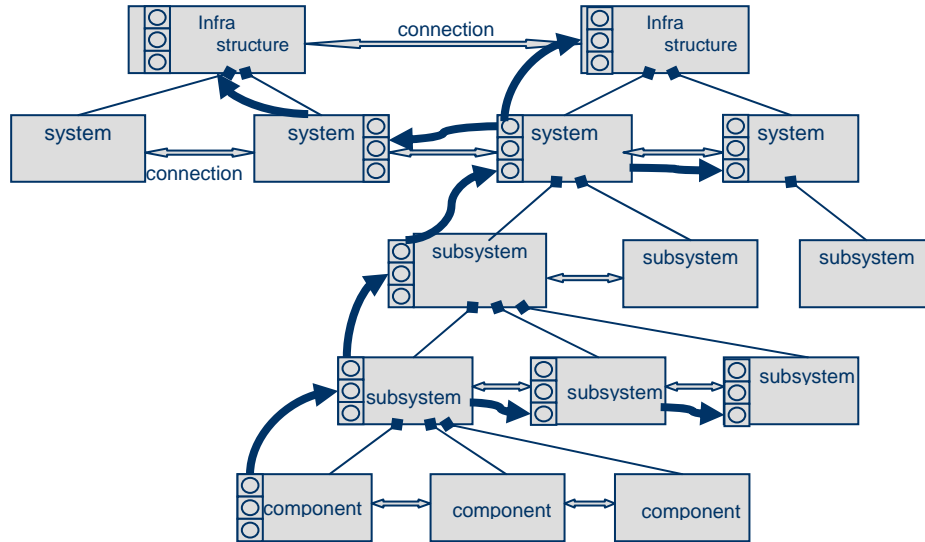 Infra
structure
connection
Infra
structure
system
system
system
system
connection
subsystem
subsystem
subsystem
subsystem
subsystem
subsystem
component
component
component